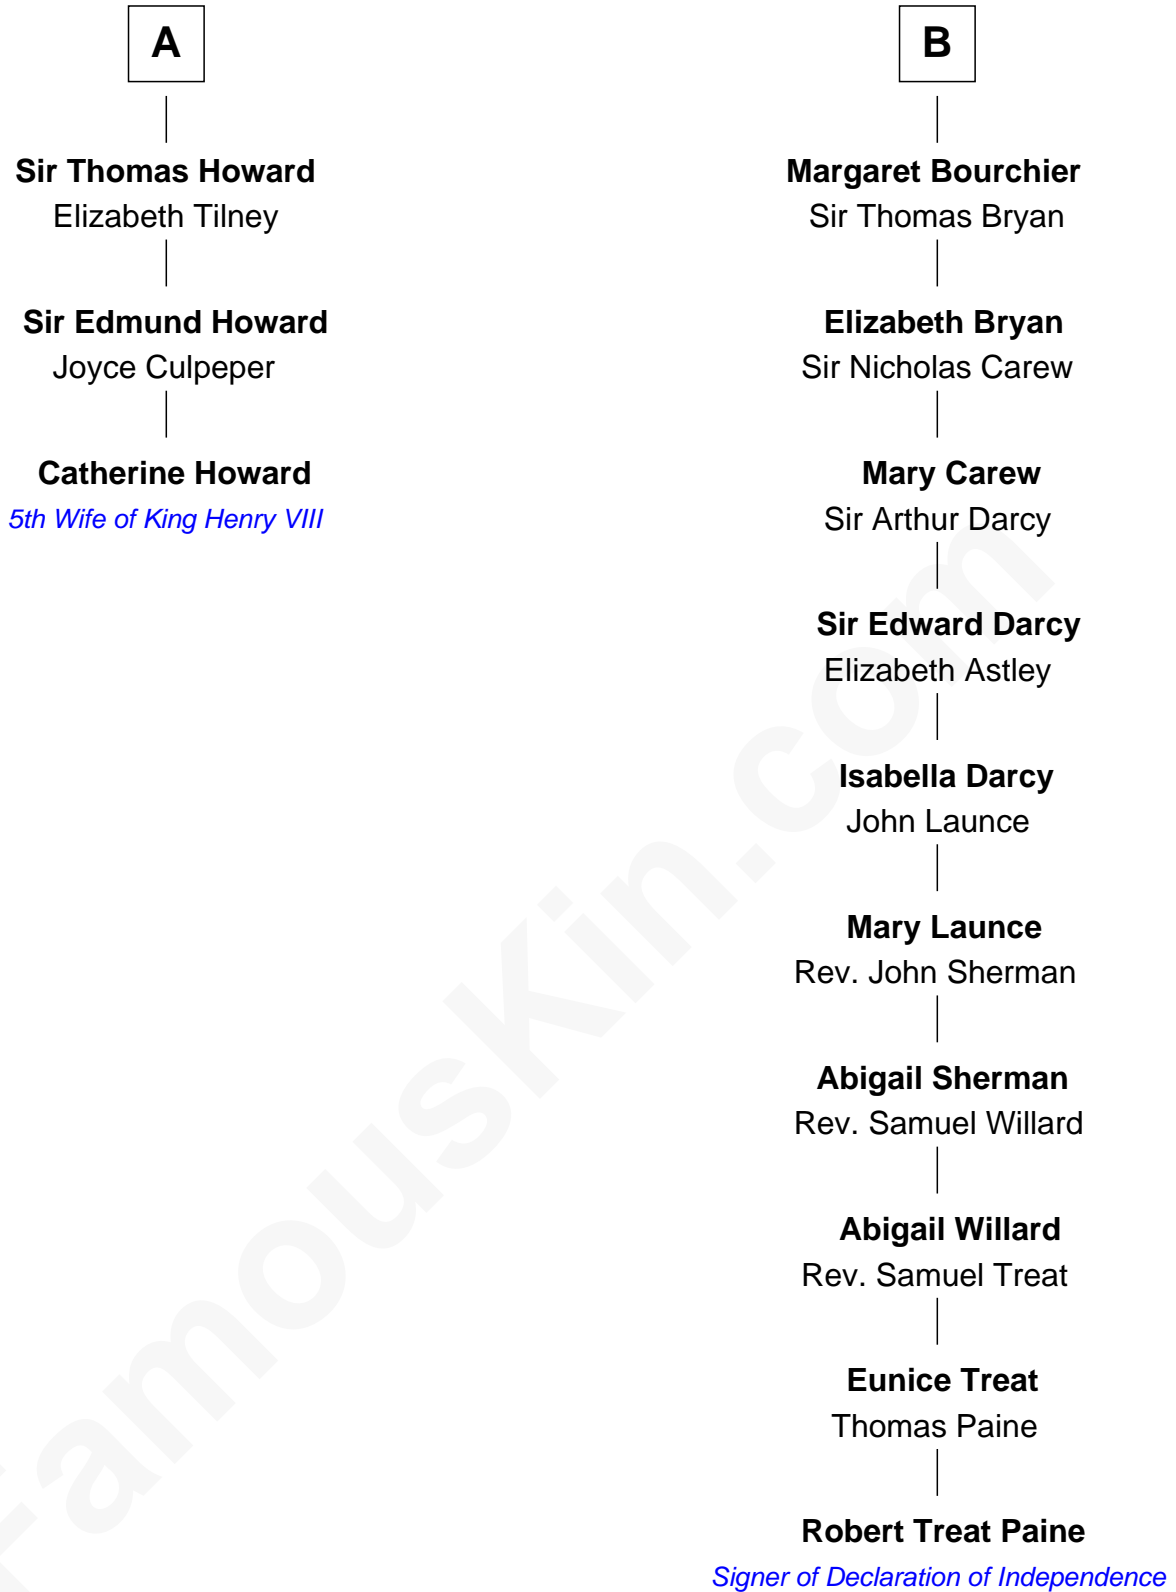 A
Sir Thomas Howard
Elizabeth Tilney
Sir Edmund Howard
Joyce Culpeper
Catherine Howard
5th Wife of King Henry VIII
B
Margaret Bourchier
Sir Thomas Bryan
Elizabeth Bryan
Sir Nicholas Carew
Mary Carew
Sir Arthur Darcy
Sir Edward Darcy
Elizabeth Astley
Isabella Darcy
John Launce
Mary Launce
Rev. John Sherman
Abigail Sherman
Rev. Samuel Willard
Abigail Willard
Rev. Samuel Treat
Eunice Treat
Thomas Paine
Robert Treat Paine
Signer of Declaration of Independence
FamousKin.com